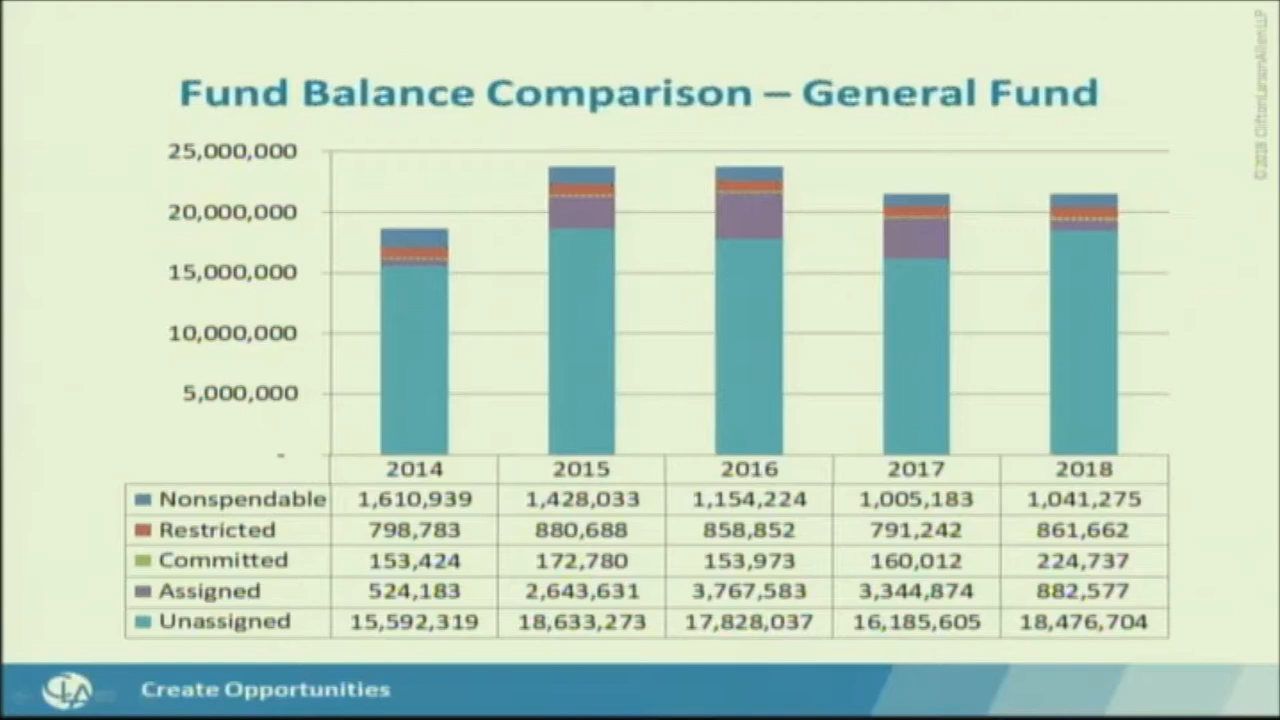 © 2018 CliftonLarsonAllen LLP
Fund Balance Comparison – General Fund
25,000,000
20,000,000
15,000,000
10,000,000
5,000,000
-
2014 2015 2016 2017 2018
Nonspendable 1,610,939 1,428,033 1,154,224 1,005,183 1,041,275
Restricted 798,783 880,688 858,852 791,242 861,662
Committed 153,424 172,780 153,973 160,012 224,737
Assigned 524,183 2,643,631 3,767,583 3,344,874 882,577
Unassigned 15,592,319 18,633,273 17,828,037 16,185,605 18,476,704
CLA Create Opportunities